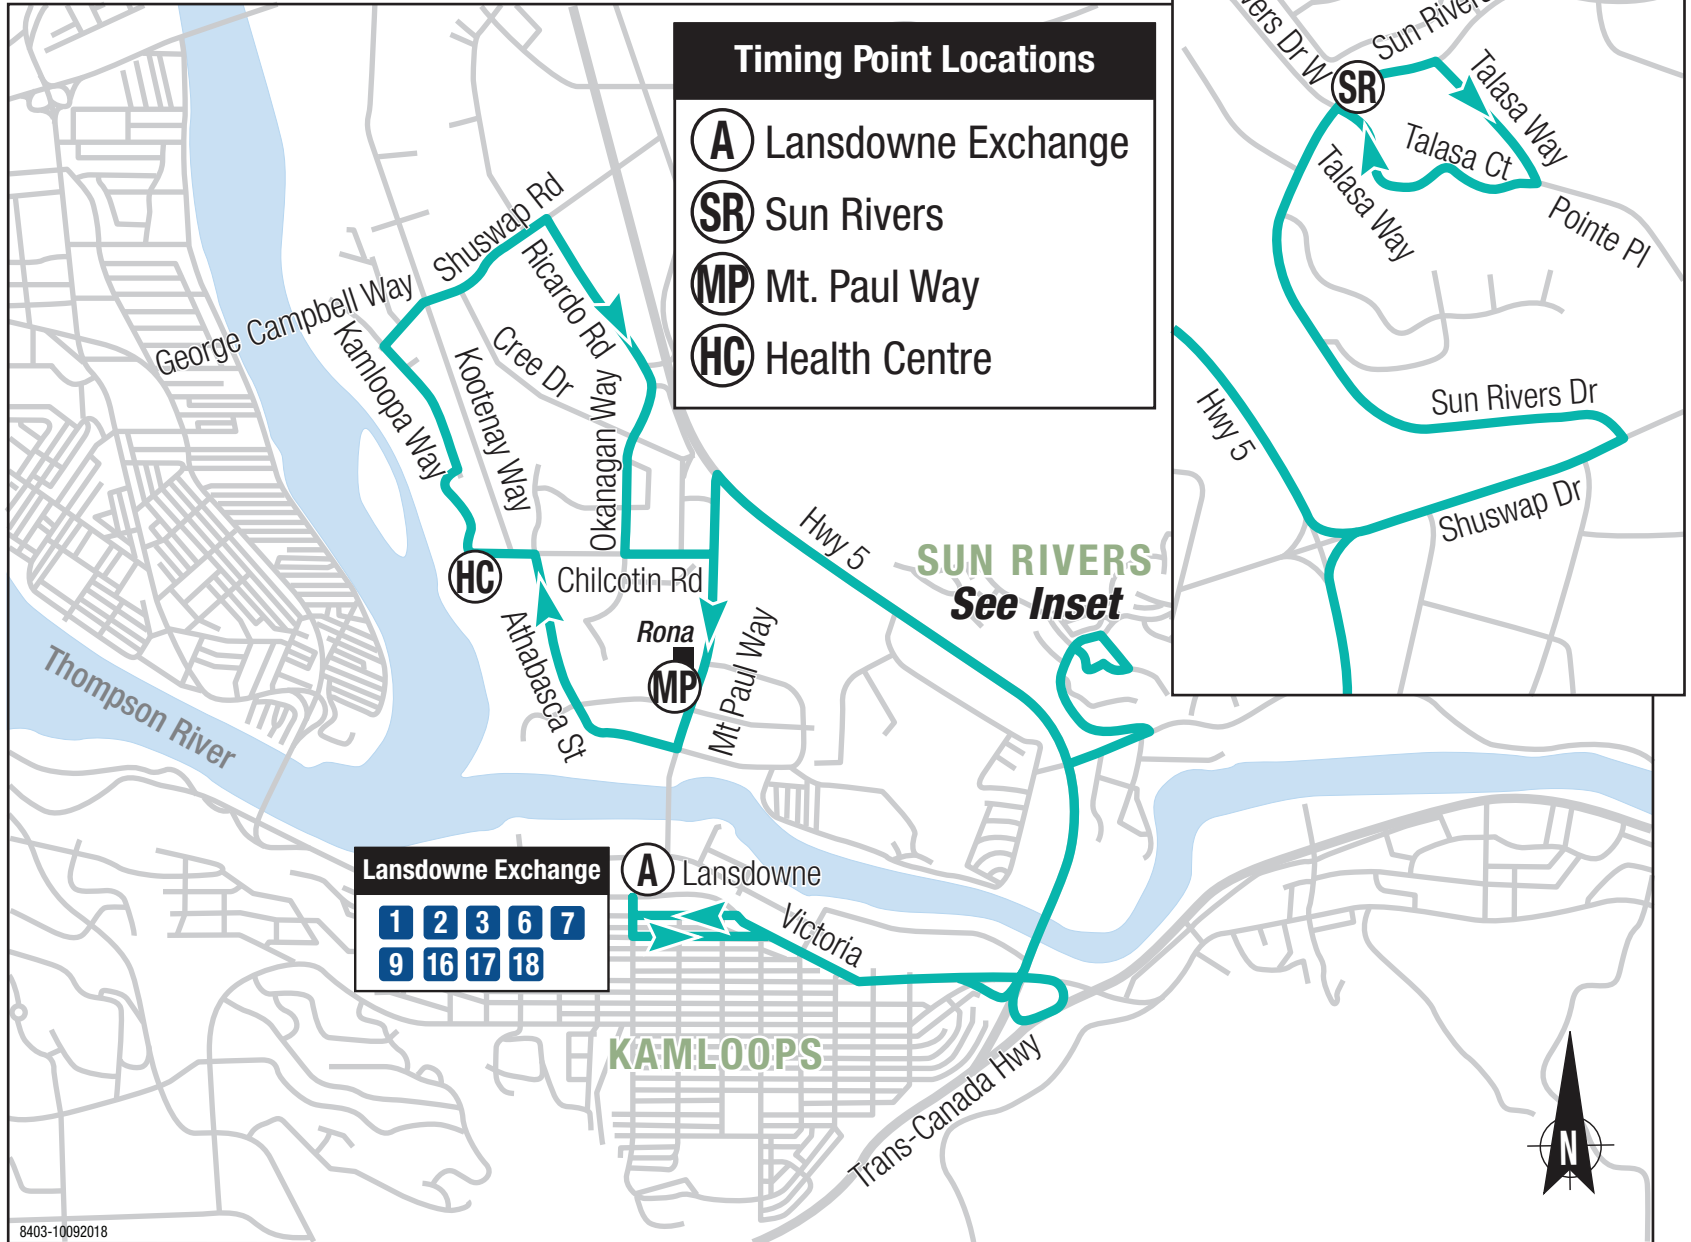 Timing Point Locations
A Lansdowne Exchange
SR Sun Rivers
MP Mt. Paul Way
HC Health Centre
Sun Rivers
ers Dr W
SR
Talasa Way
Talasa Ct
Talasa Way
Pointe Pl
Sun Rivers Dr
Hwy 5
Shuswap Dr
Shuswap Rd
George Campbell Way
Ricardo Rd
Kamloopa Way
Kootenay Way
Cree Dr
Okanagan Way
Hwy 5
SUN RIVERS
See Inset
HC
Chilcotin Rd
Athabasca St
Rona
MP
Mt Paul Way
Thompson River
Lansdowne Exchange
1 2 3 6 7
9 16 17 18
A Lansdowne
Victoria
KAMLOOPS
Trans-Canada Hwy
N
8403-10092018